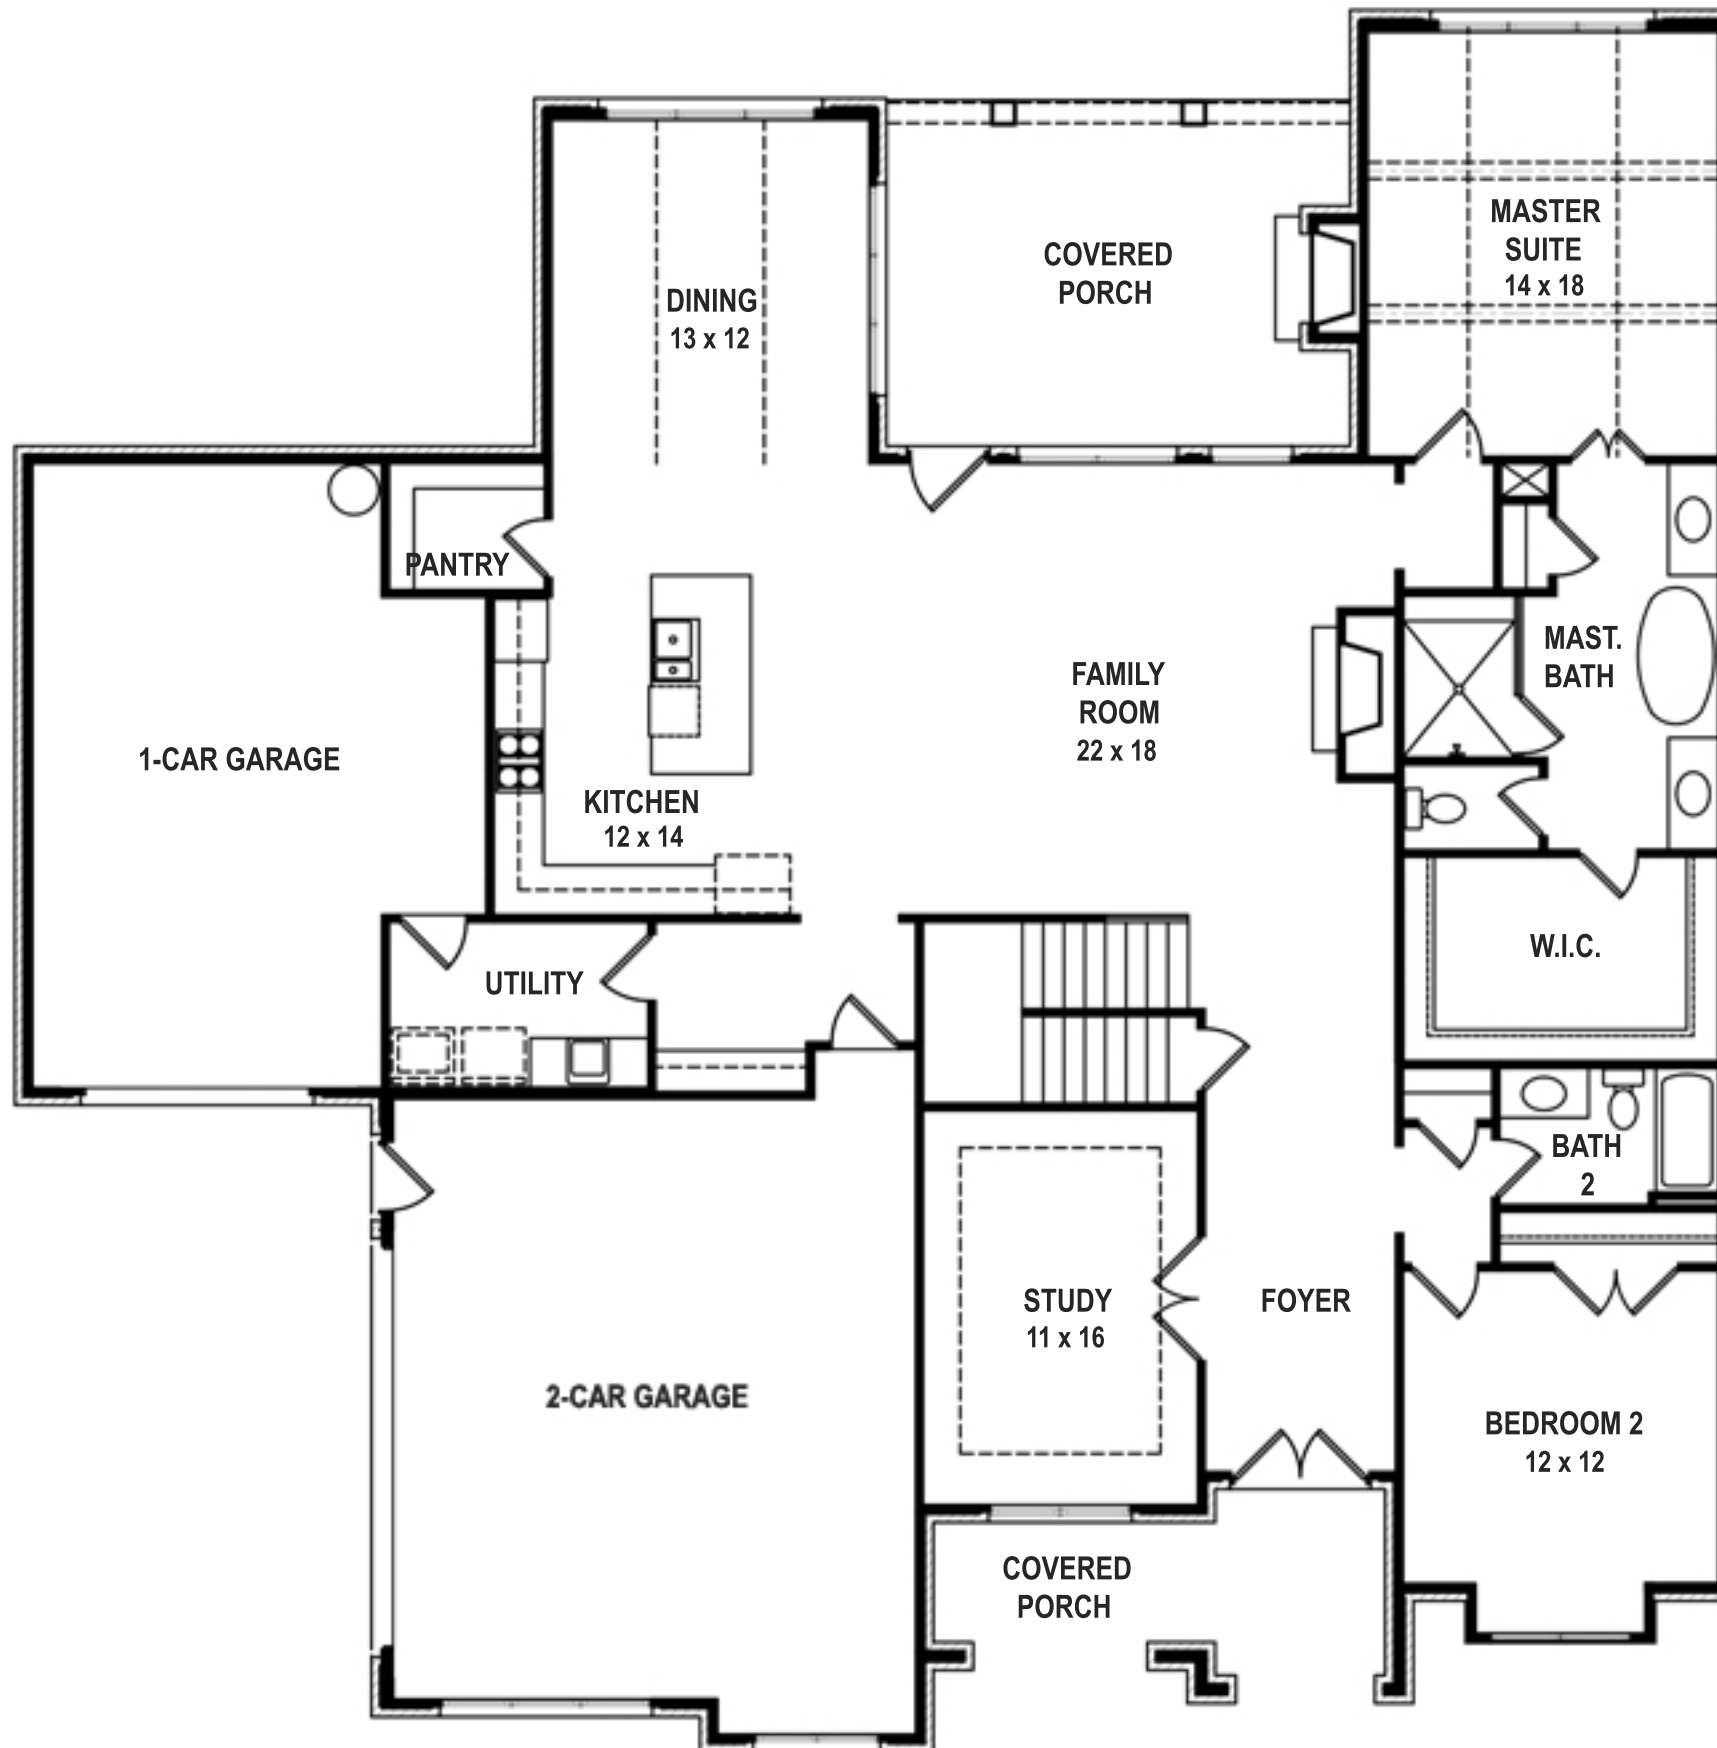 MASTER
SUITE
14 x 18
COVERED
PORCH
DINING
13 x 12
PANTRY
MAST.
BATH
FAMILY
ROOM
22 x 18
1-CAR GARAGE
KITCHEN
12 x 14
W.I.C.
UTILITY
BATH
2
STUDY
11 x 16
FOYER
2-CAR GARAGE
BEDROOM 2
12 x 12
COVERED
PORCH